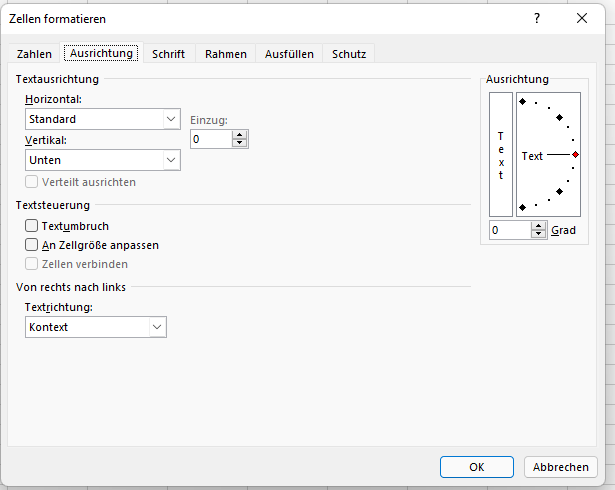 Zellen formatieren
?
Zahlen Ausrichtung Schrift Rahmen Ausfüllen Schutz
Textausrichtung
Horizontal:
Standard
Einzug:
0
Vertikal:
Unten
Verteilt ausrichten
Textsteuerung
Textumbruch
An Zellgröße anpassen
Zellen verbinden
Von rechts nach links
Textrichtung:
Kontext
Ausrichtung
Text
Text
0 Grad
OK Abbrechen